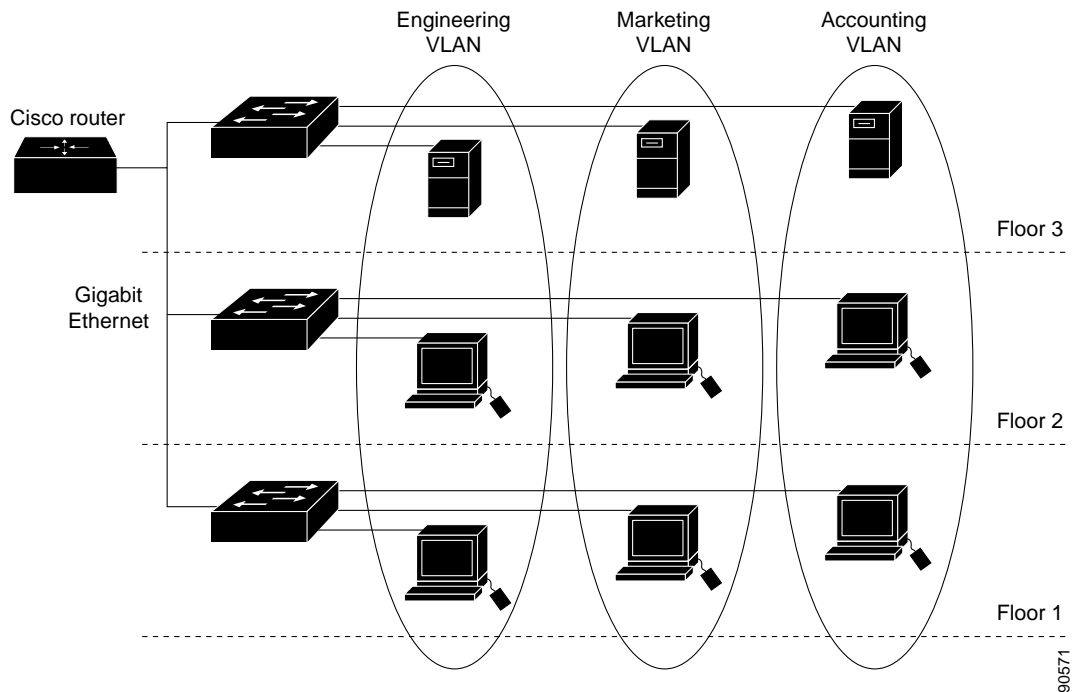 Engineering
VLAN
Marketing
VLAN
Accounting
VLAN
Cisco router
Floor 3
Gigabit
Ethernet
Floor 2
Floor 1
90571